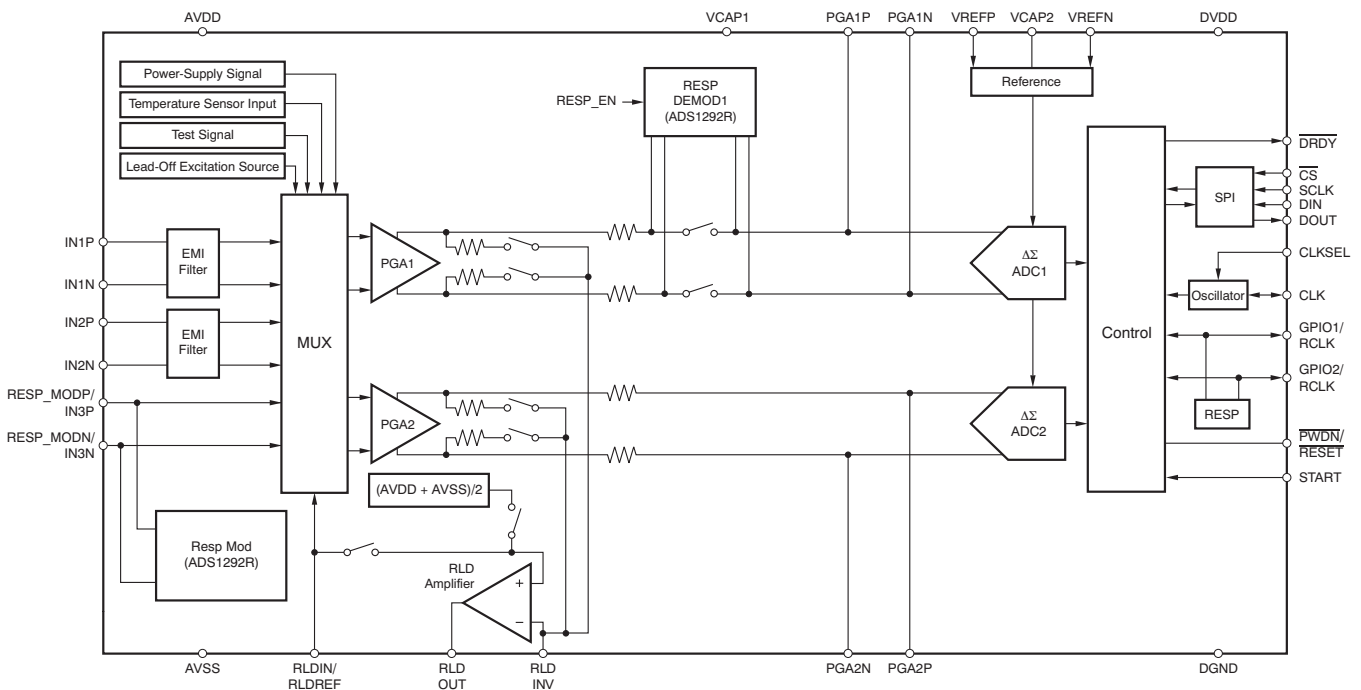 AVDD
VCAP1
PGA1P
PGA1N
VREFP
VCAP2
VREFN
DVDD
Power-Supply Signal
Temperature Sensor Input
Test Signal
Lead-Off Excitation Source
RESP_EN
RESP
DEMOD1
(ADS1292R)
Reference
DRDY
CS
SCLK
DIN
DOUT
SPI
CLKSEL
Oscillator
CLK
GPIO1/
RCLK
GPIO2/
RCLK
RESP
PWDN/
RESET
START
Control
IN1P
IN1N
EMI
Filter
IN2P
IN2N
EMI
Filter
RESP_MODP/
IN3P
RESP_MODN/
IN3N
MUX
PGA1
PGA2
ΔΣ
ADC1
ΔΣ
ADC2
(AVDD + AVSS)/2
Resp Mod
(ADS1292R)
RLD
Amplifier
+
−
AVSS
RLDIN/
RLDREF
RLD
OUT
RLD
INV
PGA2N
PGA2P
DGND